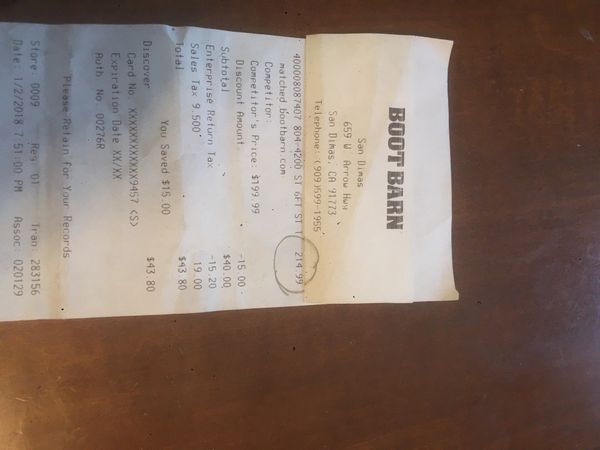 BOOT BARN
San Dimas
659 W Arrow Hwy
San Dimas, CA 91773
Telephone: (909)599-1955
400008087407 804-4200 ST 6FT ST 214.99
matched bootbarn.com
Competitor:
Competitor's Price: $199.99
Discount Amount -15.00
Subtotal $40.00
Enterprise Return Tax -15.20
Sales Tax 9.500% 19.00
Total $43.80
You Saved $15.00
Discover $43.80
Card No. XXXXXXXXXXXX9457 (S)
Expiration Date XX/XX
Auth No. 00276R
Please Retain for Your Records
Store: 0009 Reg: 01 Tran: 283156
Date: 1/2/2018 7:51:00 PM Assoc: 020129